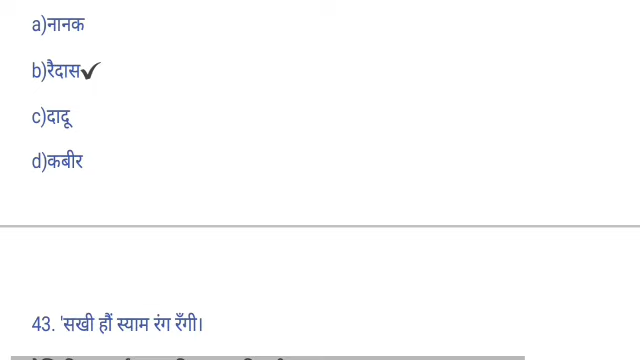 a)नानक
b)रैदास✔
c)दादू
d)कबीर
43. 'सखी हौं स्याम रंग रँगी।